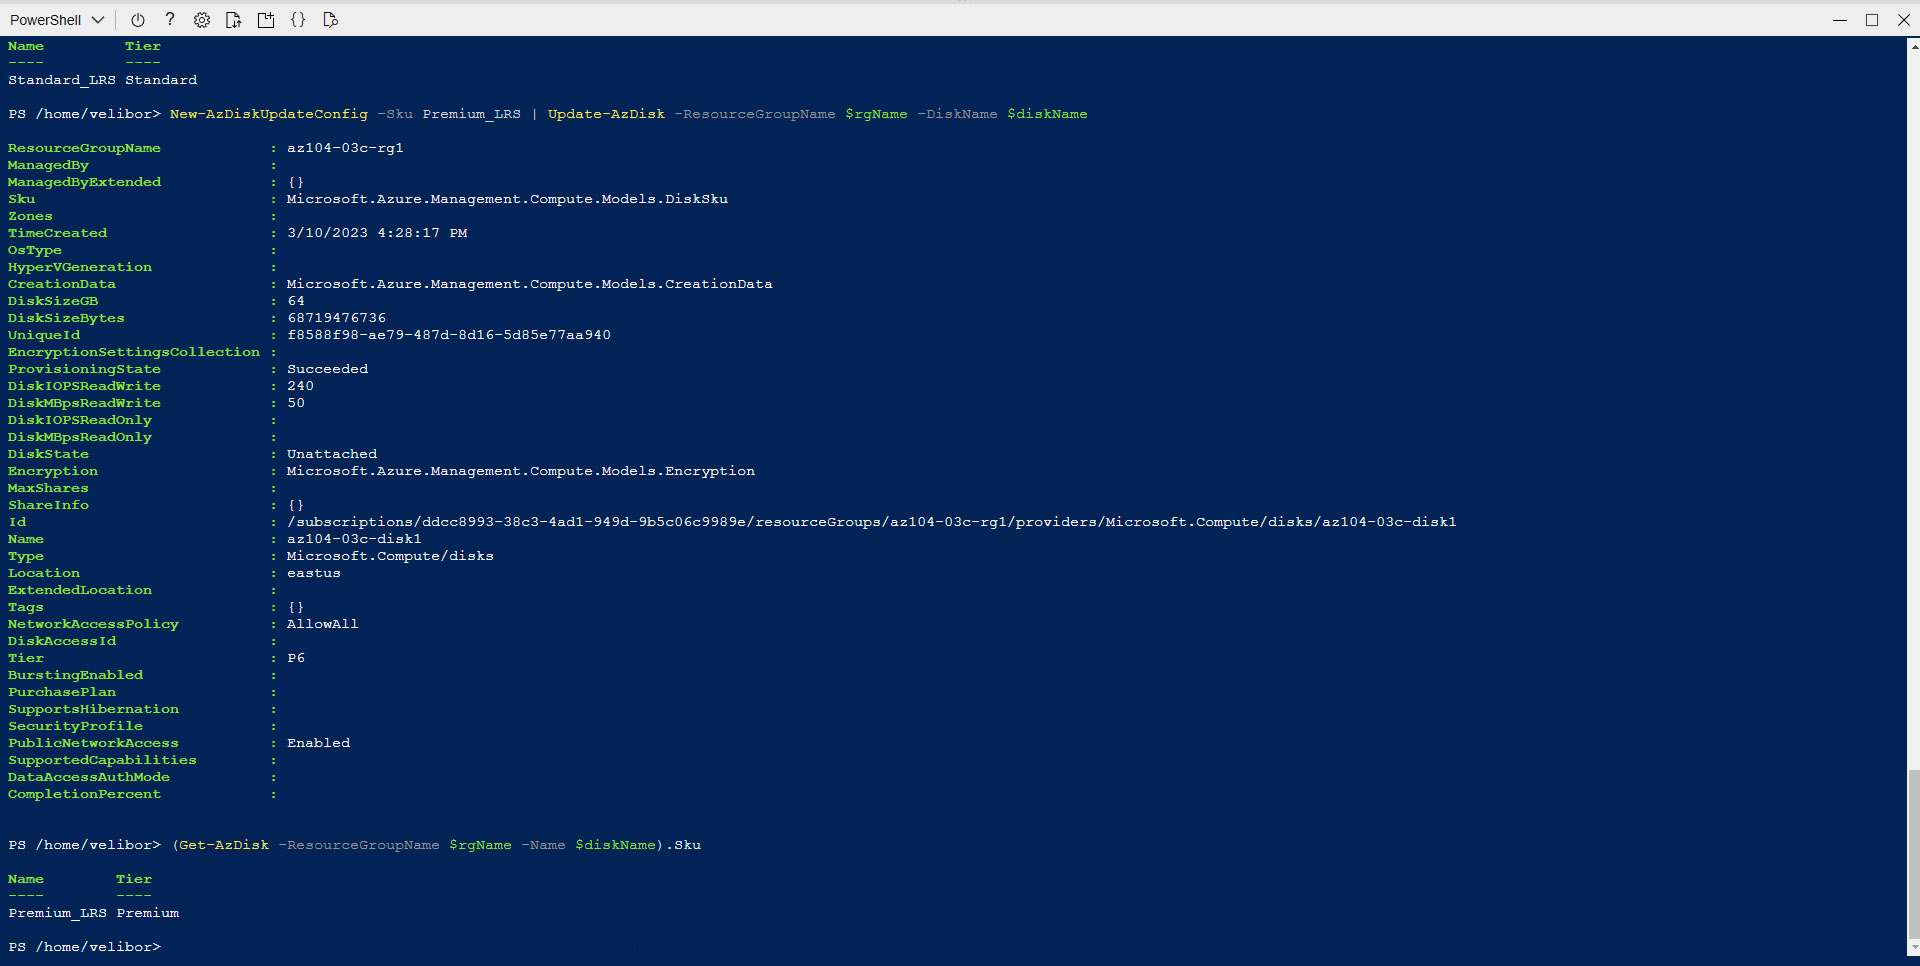 PowerShell
Name         Tier
----         ----
Standard_LRS Standard
PS /home/velibor> New-AzDiskUpdateConfig -Sku Premium_LRS | Update-AzDisk -ResourceGroupName $rgName -DiskName $diskName
ResourceGroupName            : az104-03c-rg1
ManagedBy                    :
ManagedByExtended            : {}
Sku                          : Microsoft.Azure.Management.Compute.Models.DiskSku
Zones                        :
TimeCreated                  : 3/10/2023 4:28:17 PM
OsType                       :
HyperVGeneration             :
CreationData                 : Microsoft.Azure.Management.Compute.Models.CreationData
DiskSizeGB                   : 64
DiskSizeBytes                : 68719476736
UniqueId                     : f8588f98-ae79-487d-8d16-5d85e77aa940
EncryptionSettingsCollection :
ProvisioningState            : Succeeded
DiskIOPSReadWrite            : 240
DiskMBpsReadWrite            : 50
DiskIOPSReadOnly             :
DiskMBpsReadOnly             :
DiskState                    : Unattached
Encryption                   : Microsoft.Azure.Management.Compute.Models.Encryption
MaxShares                    :
ShareInfo                    : {}
Id                           : /subscriptions/ddcc8993-38c3-4ad1-949d-9b5c06c9989e/resourceGroups/az104-03c-rg1/providers/Microsoft.Compute/disks/az104-03c-disk1
Name                         : az104-03c-disk1
Type                         : Microsoft.Compute/disks
Location                     : eastus
ExtendedLocation             :
Tags                         : {}
NetworkAccessPolicy          : AllowAll
DiskAccessId                 :
Tier                         : P6
BurstingEnabled              :
PurchasePlan                 :
SupportsHibernation          :
SecurityProfile              :
PublicNetworkAccess          : Enabled
SupportedCapabilities        :
DataAccessAuthMode           :
CompletionPercent            :
PS /home/velibor> (Get-AzDisk -ResourceGroupName $rgName -Name $diskName).Sku
Name        Tier
----        ----
Premium_LRS Premium
PS /home/velibor>